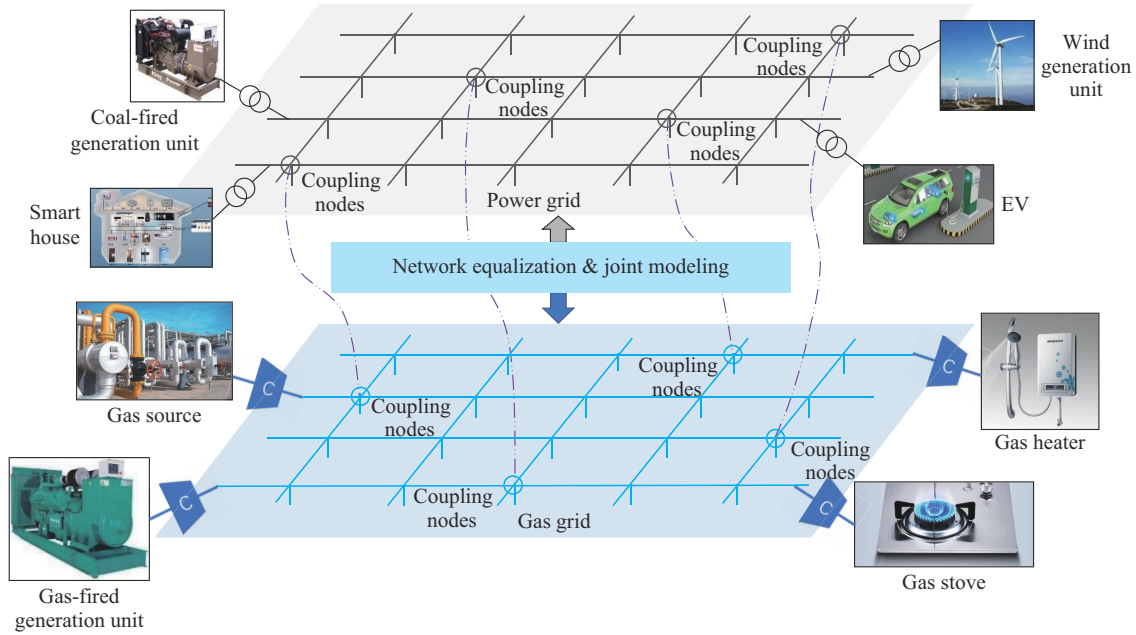 Coupling
nodes
Wind
generation
unit
Coupling
nodes
Coal-fired
generation unit
Coupling
nodes
Coupling
nodes
Power grid
Smart
house
EV
Network equalization & joint modeling
Gas source
C
Coupling
nodes
C
Coupling
nodes
Gas heater
Coupling
nodes
C
Coupling
nodes
Gas grid
C
Gas-fired
generation unit
Gas stove